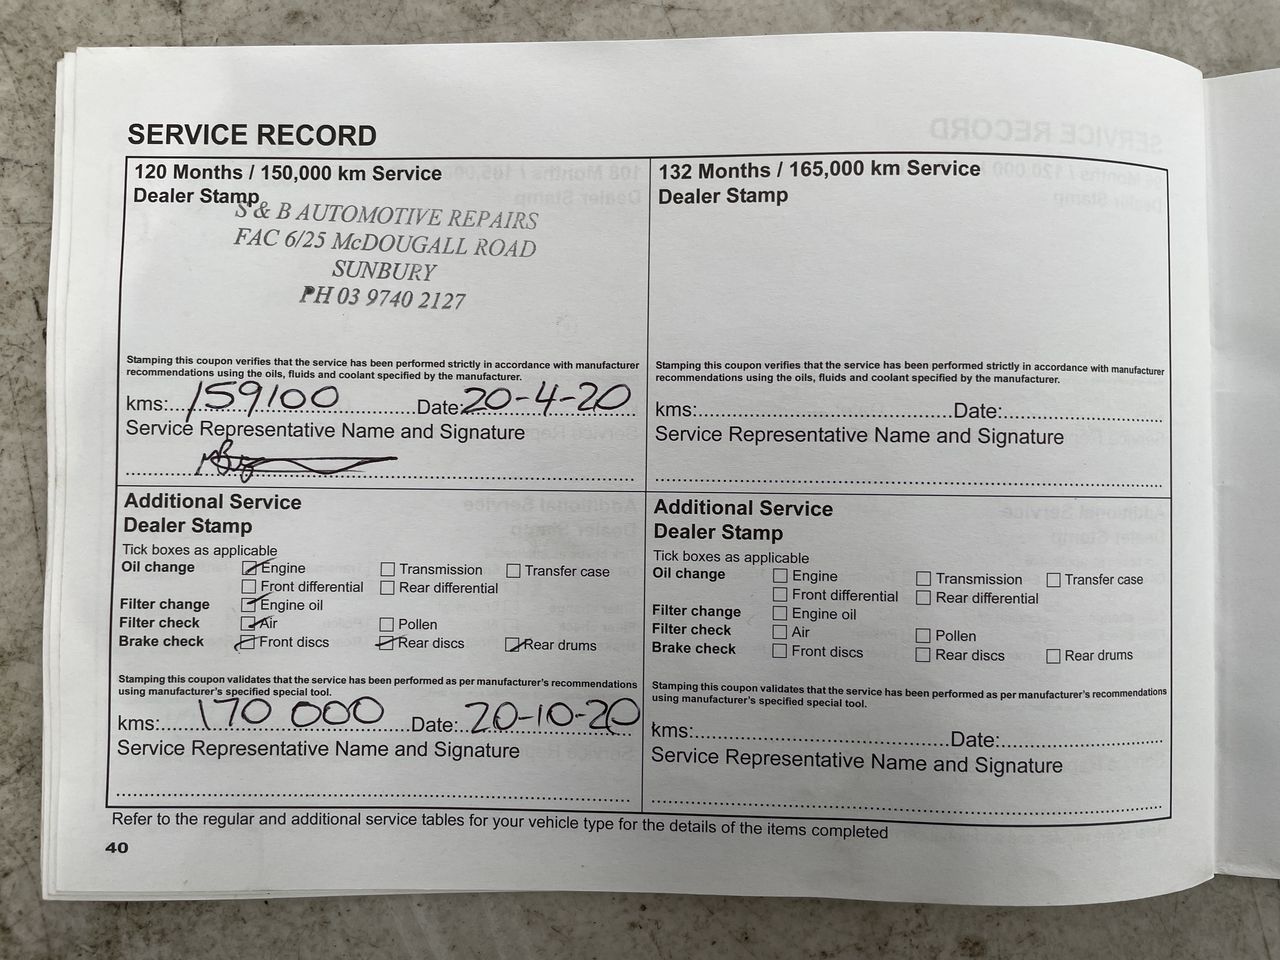 SERVICE RECORD
120 Months / 150,000 km Service
Dealer Stamp
S & B AUTOMOTIVE REPAIRS
FAC 6/25 McDOUGALL ROAD
SUNBURY
PH 03 9740 2127
Stamping this coupon verifies that the service has been performed strictly in accordance with manufacturer
recommendations using the oils, fluids and coolant specified by the manufacturer.
kms: 159100 Date: 20-4-20
Service Representative Name and Signature
Additional Service
Dealer Stamp
Tick boxes as applicable
Oil change Engine Transmission Transfer case
Front differential Rear differential
Filter change Engine oil
Filter check Air Pollen
Brake check Front discs Rear discs Rear drums
Stamping this coupon validates that the service has been performed as per manufacturer's recommendations
using manufacturer's specified special tool.
kms: 170 000 Date: 20-10-20
Service Representative Name and Signature
132 Months / 165,000 km Service
Dealer Stamp
Stamping this coupon verifies that the service has been performed strictly in accordance with manufacturer
recommendations using the oils, fluids and coolant specified by the manufacturer.
kms: Date:
Service Representative Name and Signature
Additional Service
Dealer Stamp
Tick boxes as applicable
Oil change Engine Transmission Transfer case
Front differential Rear differential
Filter change Engine oil
Filter check Air Pollen
Brake check Front discs Rear discs Rear drums
Stamping this coupon validates that the service has been performed as per manufacturer's recommendations
using manufacturer's specified special tool.
kms: Date:
Service Representative Name and Signature
Refer to the regular and additional service tables for your vehicle type for the details of the items completed
40